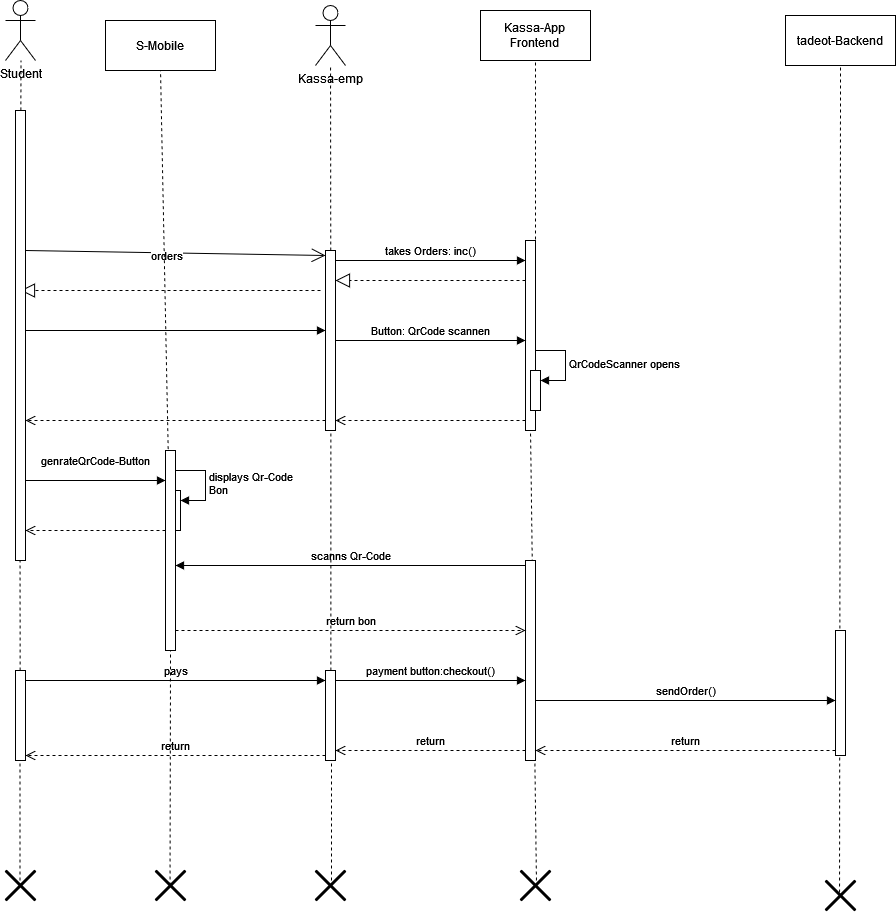 Student
S-Mobile
Kassa-emp
Kassa-App
Frontend
tadeot-Backend
orders
takes Orders: inc()
Button: QrCode scannen
QrCodeScanner opens
genrateQrCode-Button
displays Qr-Code
Bon
scanns Qr-Code
return bon
pays
payment button:checkout()
sendOrder()
return
return
return